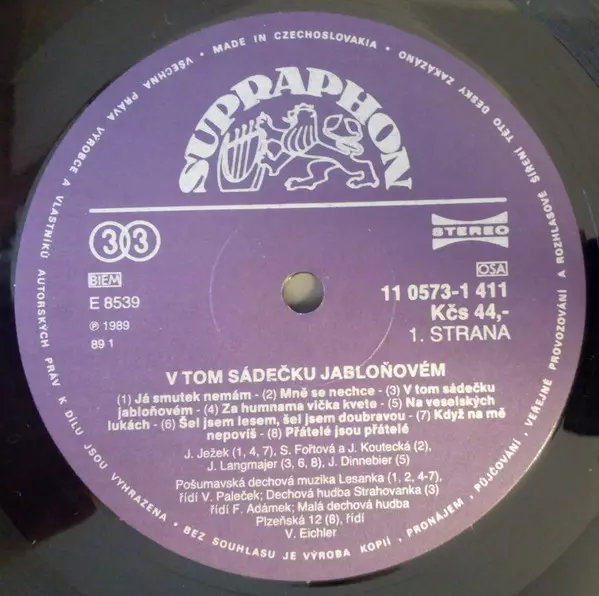 VŠECHNA PRÁVA VÝROBCE A VLASTNÍKŮ AUTORSKÝCH PRÁV K DÍLU JSOU VYHRAZENA • BEZ SOUHLASU JE VÝROBA KOPIÍ, PRONÁJEM, PŮJČOVÁNÍ, VEŘEJNÉ PROVOZOVÁNÍ A ROZHLASOVÉ ŠÍŘENÍ TÉTO DESKY ZAKÁZÁNO • MADE IN CZECHOSLOVAKIA •
SUPRAPHON
33
STEREO
BIEM
OSA
E 8539
11 0573-1 411
Kčs 44,-
℗ 1989
1. STRANA
89 1
V TOM SÁDEČKU JABLOŇOVÉM
(1) Já smutek nemám - (2) Mně se nechce - (3) V tom sádečku
jabloňovém - (4) Za humnama vička kvete - (5) Na veselských
lukách - (6) Šel jsem lesem, šel jsem doubravou - (7) Když na mě
nepovíš - (8) Přátelé jsou přátelé
J. Ježek (1, 4, 7), S. Fořtová a J. Koutecká (2),
J. Langmajer (3, 6, 8), J. Dinnebier (5)
Pošumavská dechová muzika Lesanka (1, 2, 4-7),
řídí V. Paleček; Dechová hudba Strahovanka (3)
řídí F. Adámek; Malá dechová hudba
Plzeňská 12 (6), řídí
V. Eichler